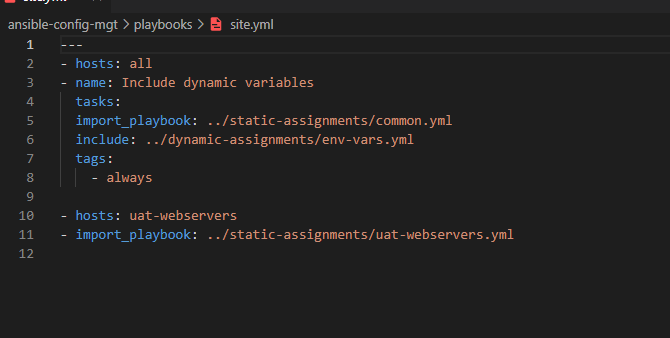 ansible-config-mgt > playbooks > site.yml
1 ---
2 - hosts: all
3 - name: Include dynamic variables
4   tasks:
5   import_playbook: ../static-assignments/common.yml
6   include: ../dynamic-assignments/env-vars.yml
7   tags:
8     - always
9
10 - hosts: uat-webservers
11 - import_playbook: ../static-assignments/uat-webservers.yml
12